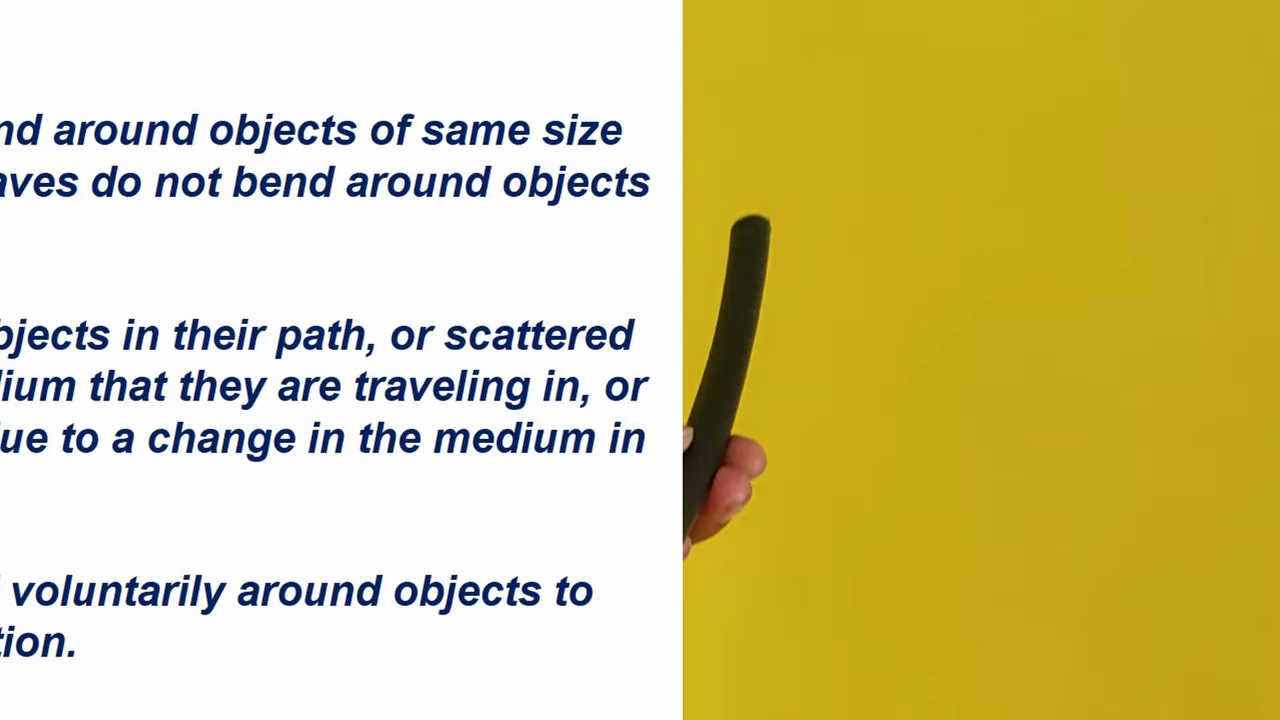 nd around objects of same size
aves do not bend around objects
bjects in their path, or scattered
lium that they are traveling in, or
lue to a change in the medium in
voluntarily around objects to
tion.